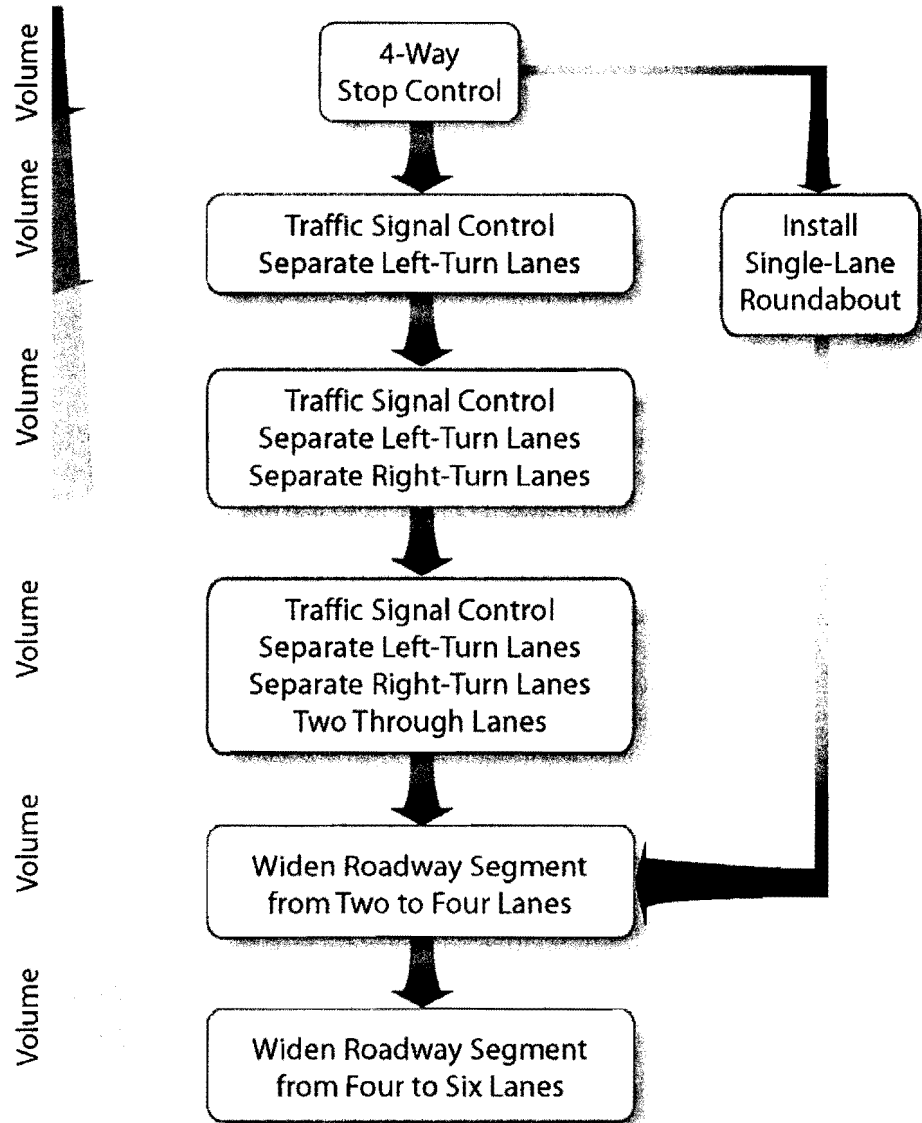 Volume
4-Way
Stop Control
Volume
Traffic Signal Control
Separate Left-Turn Lanes
Install
Single-Lane
Roundabout
Volume
Traffic Signal Control
Separate Left-Turn Lanes
Separate Right-Turn Lanes
Volume
Traffic Signal Control
Separate Left-Turn Lanes
Separate Right-Turn Lanes
Two Through Lanes
Volume
Widen Roadway Segment
from Two to Four Lanes
Volume
Widen Roadway Segment
from Four to Six Lanes